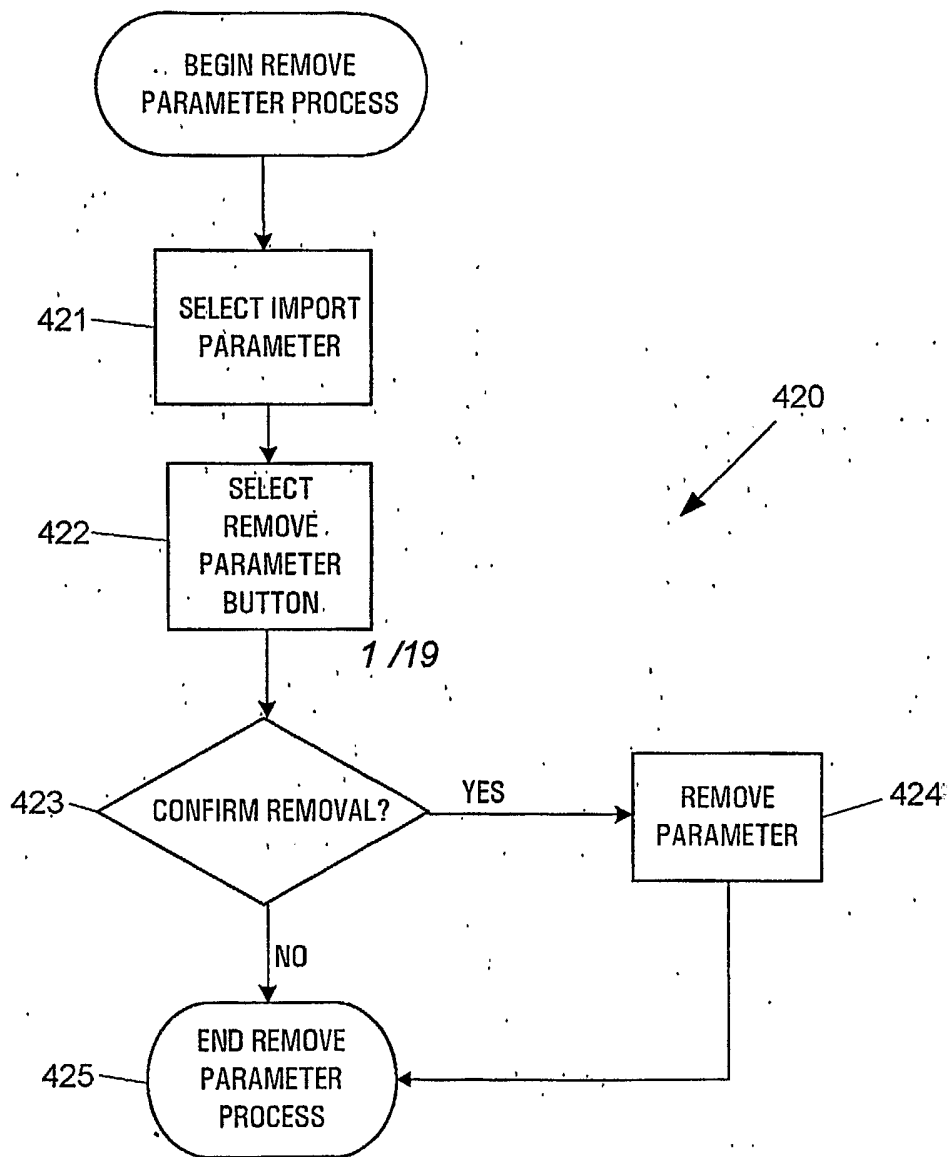 BEGIN REMOVE
PARAMETER PROCESS
421
SELECT IMPORT
PARAMETER
420
422
SELECT
REMOVE
PARAMETER
BUTTON
1 /19
423
CONFIRM REMOVAL?
YES
REMOVE
PARAMETER
424
NO
425
END REMOVE
PARAMETER
PROCESS